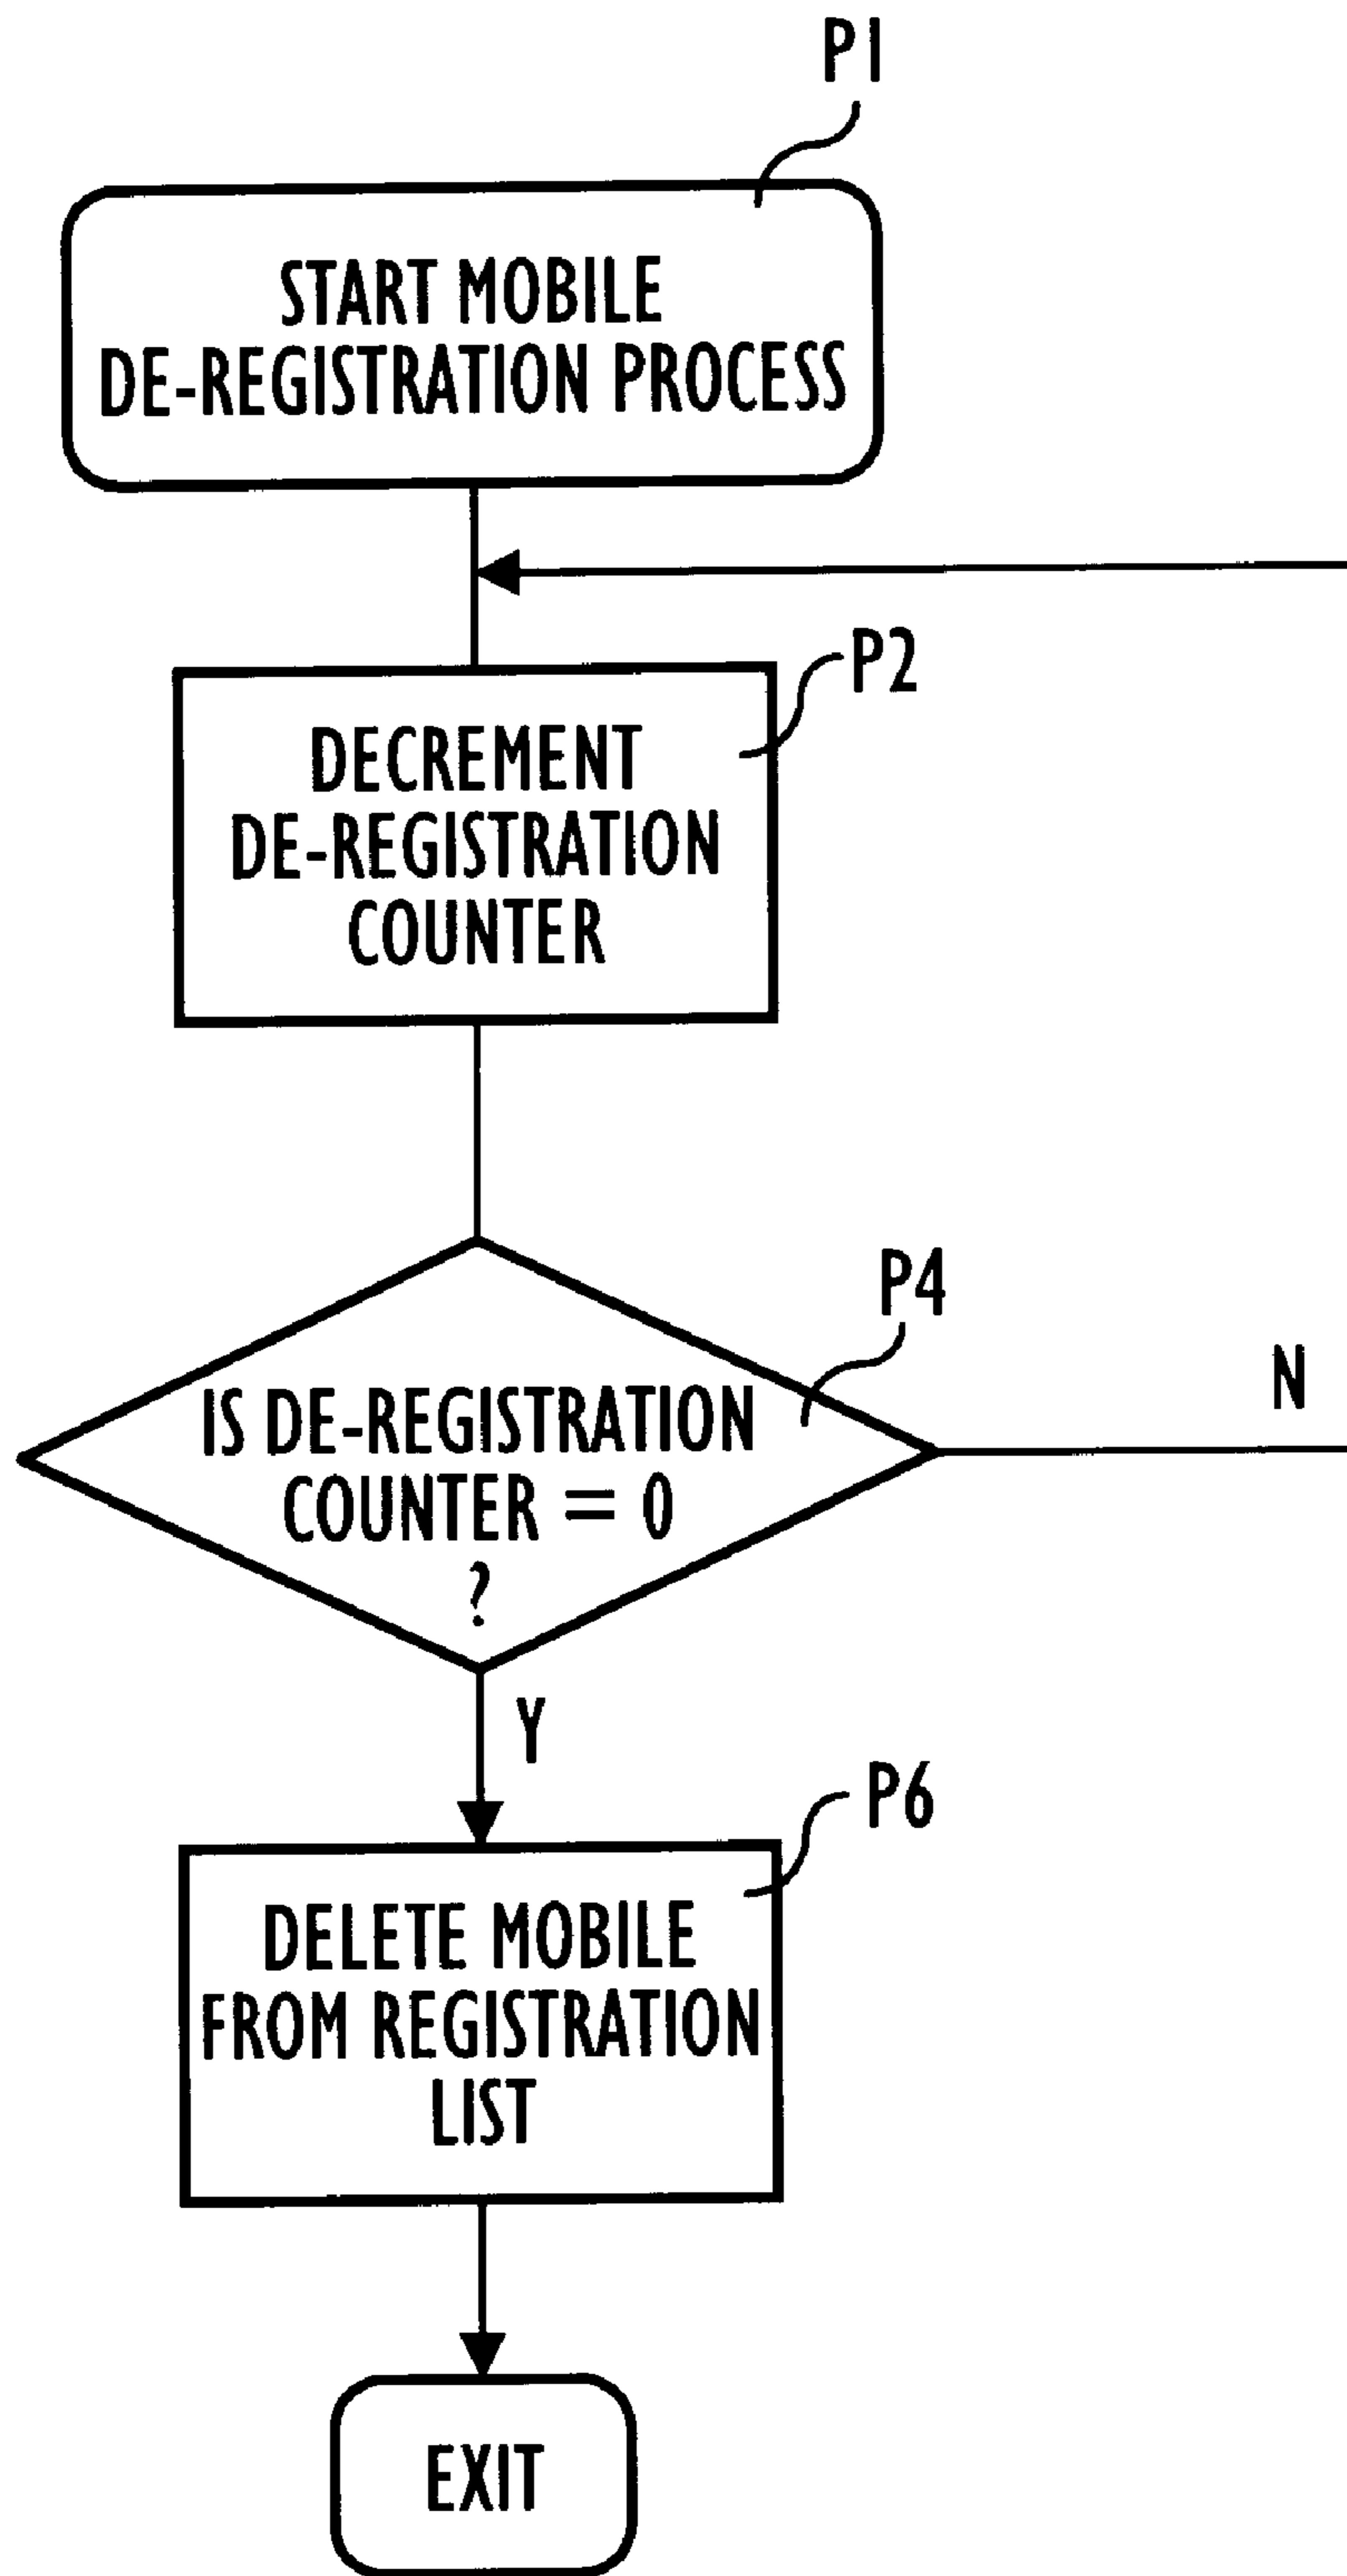 P1
START MOBILE
DE-REGISTRATION PROCESS
P2
DECREMENT
DE-REGISTRATION
COUNTER
P4
N
IS DE-REGISTRATION
COUNTER = 0
?
Y
P6
DELETE MOBILE
FROM REGISTRATION
LIST
EXIT